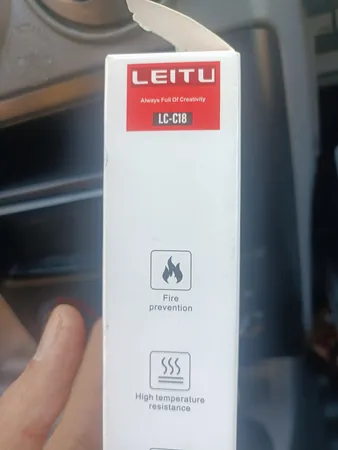 LEITU
Always Full Of Creativity
LC-C18
Fire
prevention
High temperature
resistance